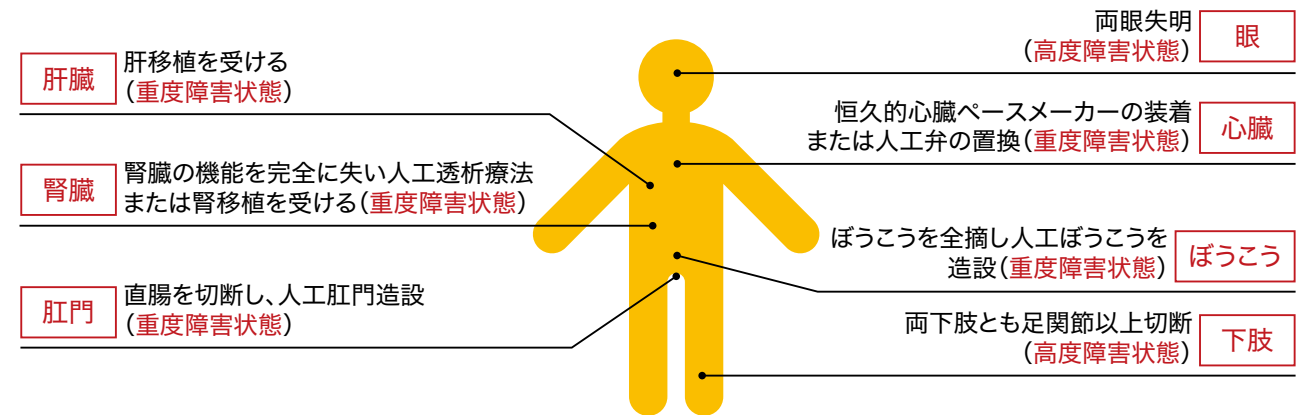 肝臓
肝移植を受ける
（重度障害状態）
腎臓
腎臓の機能を完全に失い人工透析療法
または腎移植を受ける（重度障害状態）
肛門
直腸を切断し、人工肛門造設
（重度障害状態）
両眼失明
（高度障害状態）
眼
恒久的心臓ペースメーカーの装着
または人工弁の置換（重度障害状態）
心臓
ぼうこうを全摘し人工ぼうこうを
造設（重度障害状態）
ぼうこう
両下肢とも足関節以上切断
（高度障害状態）
下肢